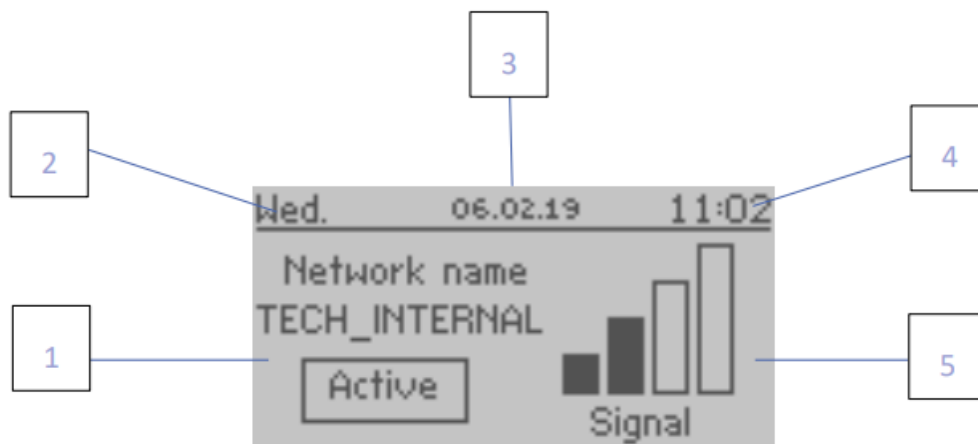 3
2
4
Wed. 06.02.19 11:02
Network name
TECH_INTERNAL
1
5
Active
Signal